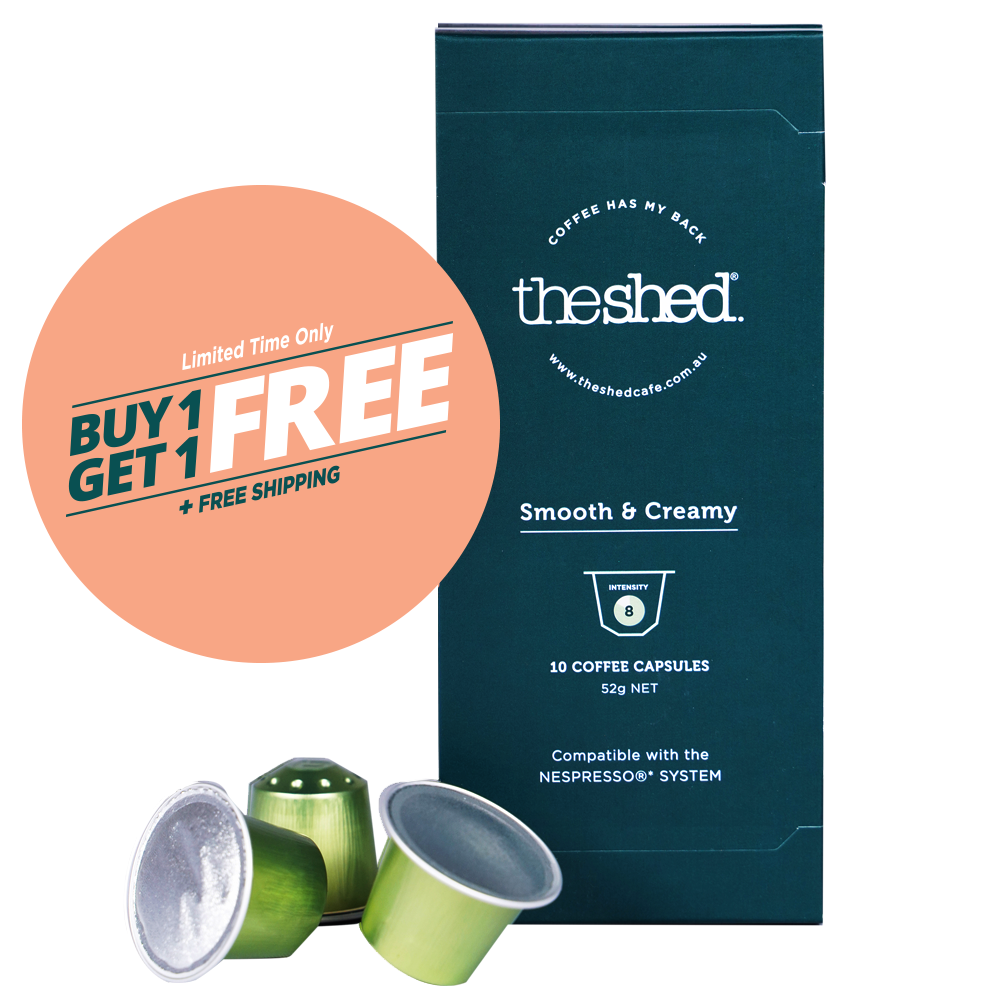 Limited Time Only
BUY 1
GET 1
FREE
+ FREE SHIPPING
COFFEE HAS MY BACK
theshed®.
www.theshedcafe.com.au
Smooth & Creamy
INTENSITY
8
10 COFFEE CAPSULES
52g NET
Compatible with the
NESPRESSO®* SYSTEM